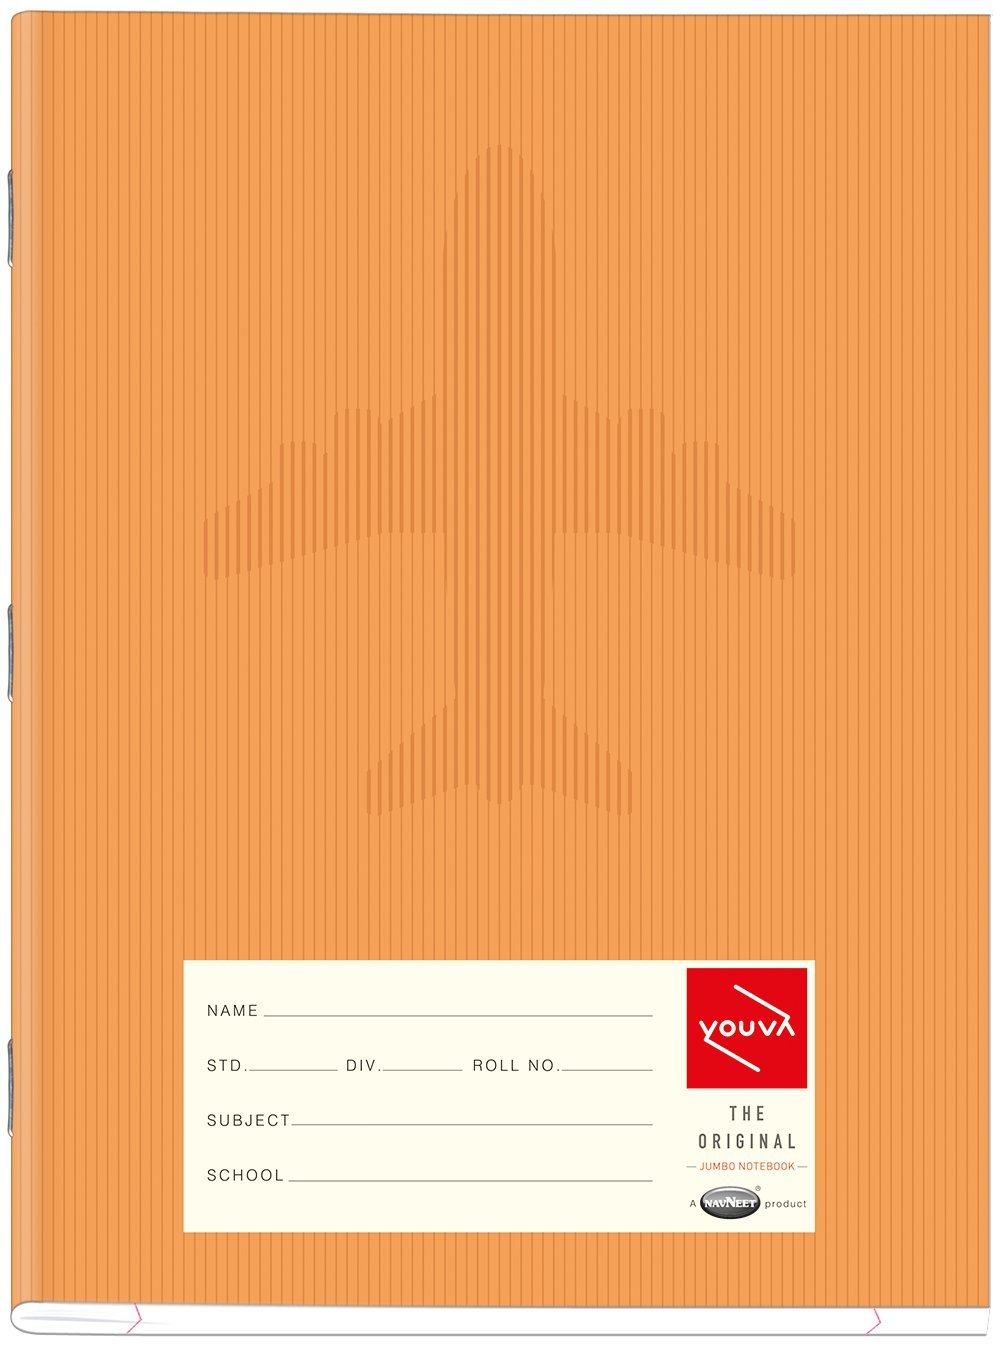 NAME
STD. DIV. ROLL NO.
SUBJECT
SCHOOL
youva
THE
ORIGINAL
JUMBO NOTEBOOK
A NAVNEET® product